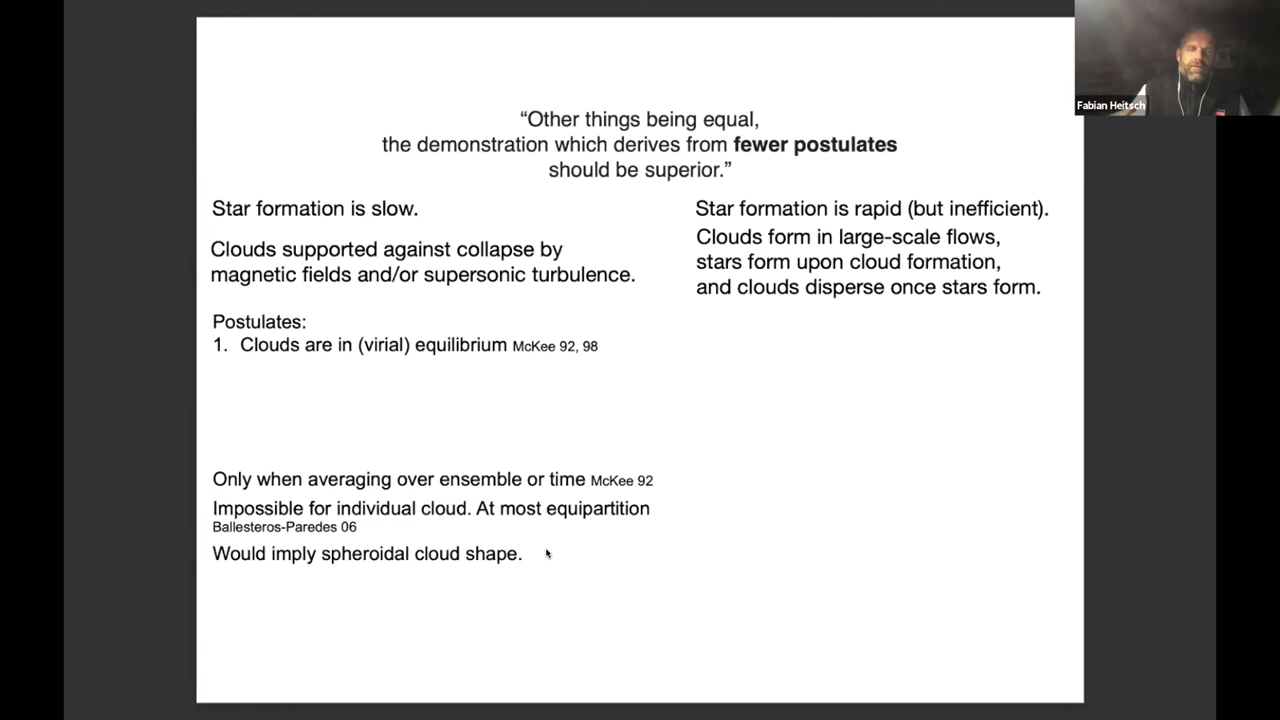 “Other things being equal,
the demonstration which derives from fewer postulates
should be superior.”
Star formation is slow.
Clouds supported against collapse by
magnetic fields and/or supersonic turbulence.
Postulates:
1. Clouds are in (virial) equilibrium McKee 92, 98
Only when averaging over ensemble or time McKee 92
Impossible for individual cloud. At most equipartition
Ballesteros-Paredes 06
Would imply spheroidal cloud shape.
Star formation is rapid (but inefficient).
Clouds form in large-scale flows,
stars form upon cloud formation,
and clouds disperse once stars form.
Fabian Heitsch